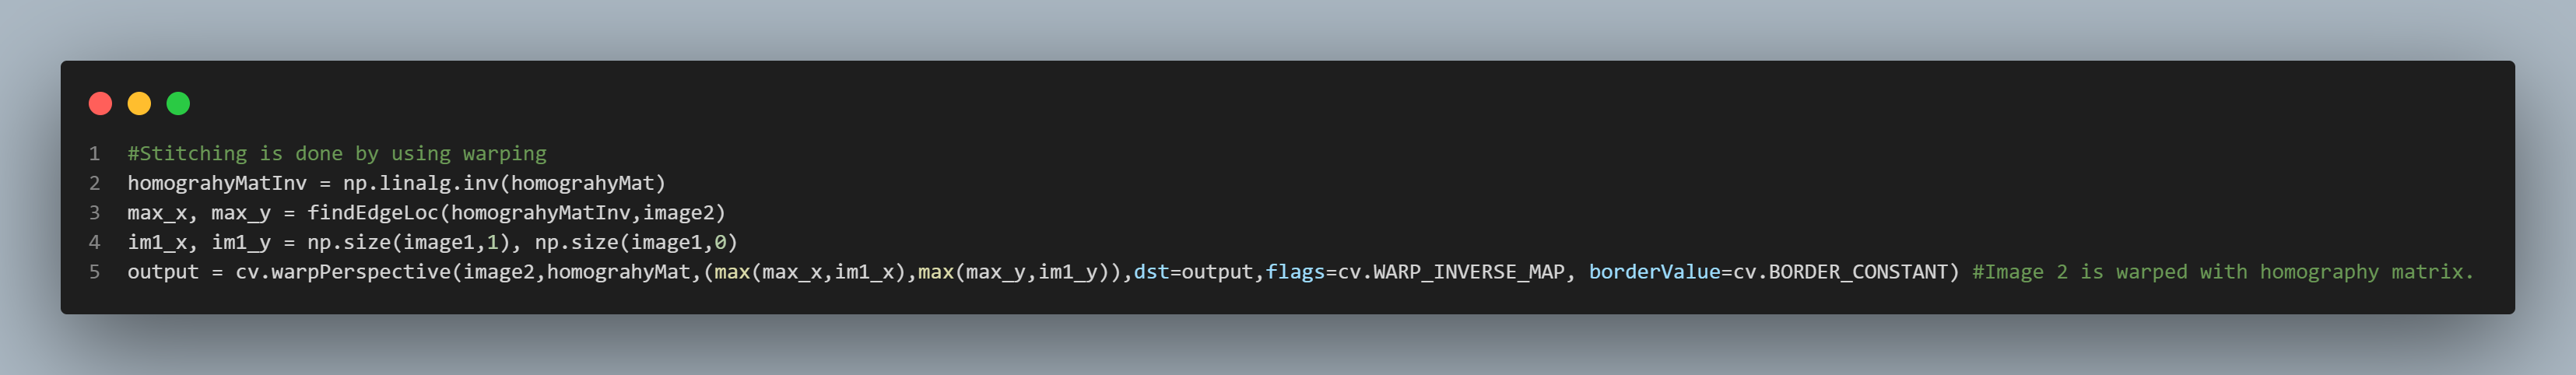 1 #Stitching is done by using warping
2 homograhyMatInv = np.linalg.inv(homograhyMat)
3 max_x, max_y = findEdgeLoc(homograhyMatInv,image2)
4 im1_x, im1_y = np.size(image1,1), np.size(image1,0)
5 output = cv.warpPerspective(image2,homograhyMat,(max(max_x,im1_x),max(max_y,im1_y)),dst=output,flags=cv.WARP_INVERSE_MAP, borderValue=cv.BORDER_CONSTANT) #Image 2 is warped with homography matrix.